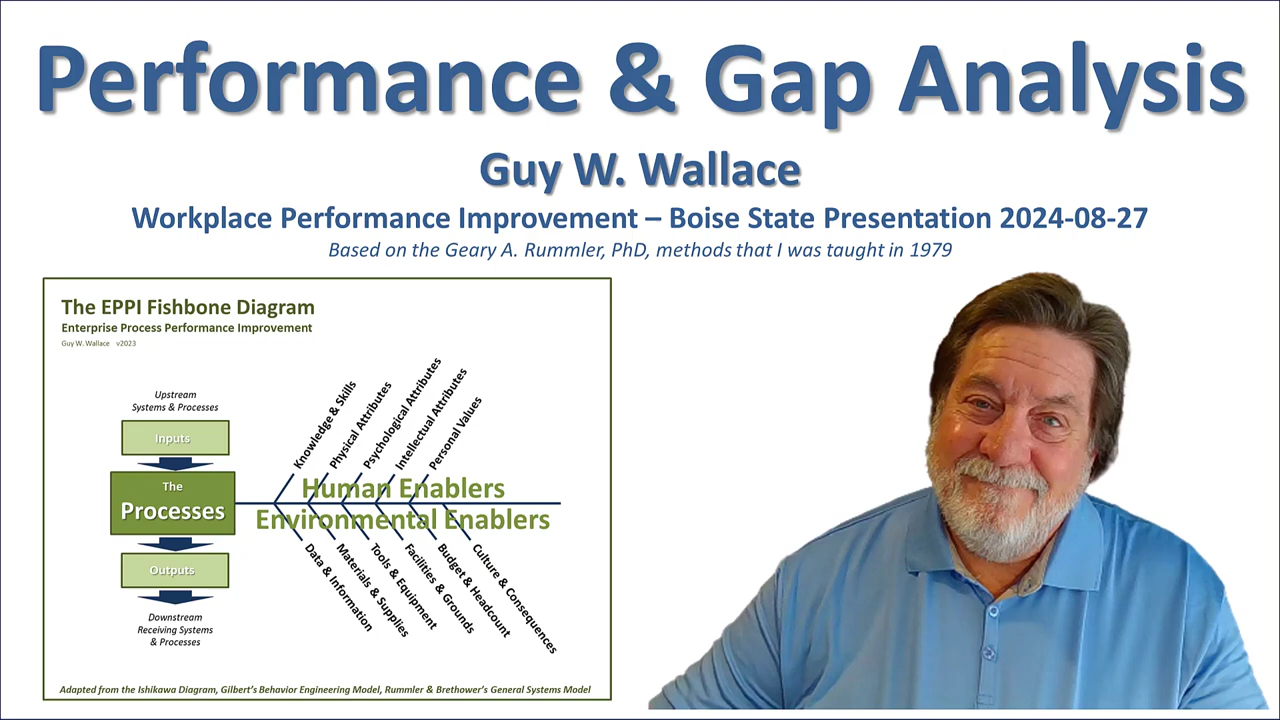 Performance & Gap Analysis
Guy W. Wallace
Workplace Performance Improvement – Boise State Presentation 2024-08-27
Based on the Geary A. Rummler, PhD, methods that I was taught in 1979
The EPPI Fishbone Diagram
Enterprise Process Performance Improvement
Guy W. Wallace v2023
Upstream
Systems & Processes
Inputs
The
Processes
Outputs
Downstream
Receiving Systems
& Processes
Knowledge & Skills
Physical Attributes
Psychological Attributes
Intellectual Attributes
Personal Values
Human Enablers
Environmental Enablers
Data & Information
Materials & Supplies
Tools & Equipment
Facilities & Grounds
Budget & Headcount
Culture & Consequences
Adapted from the Ishikawa Diagram, Gilbert's Behavior Engineering Model, Rummler & Brethower's General Systems Model